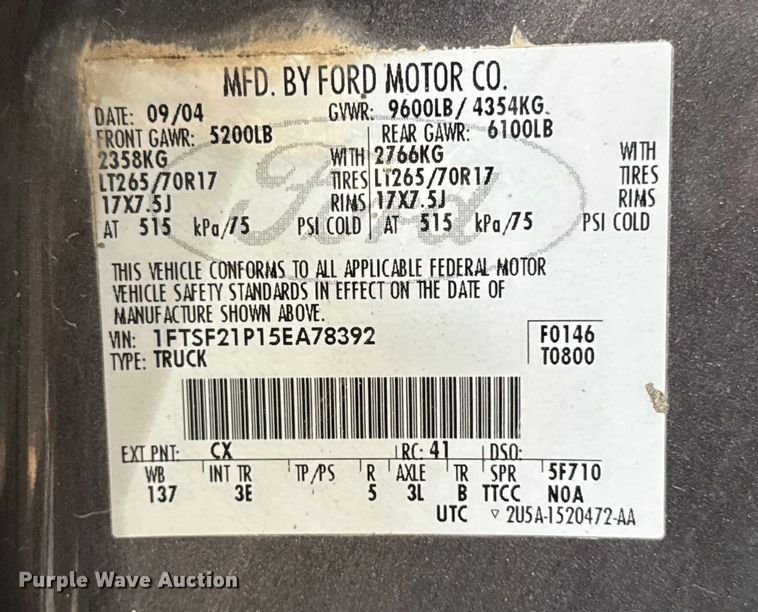 MFD. BY FORD MOTOR CO.
DATE: 09/04 GVWR: 9600LB/ 4354KG
FRONT GAWR: 5200LB REAR GAWR: 6100LB
2358KG WITH 2766KG WITH
LT265/70R17 TIRES LT265/70R17 TIRES
17X7.5J RIMS 17X7.5J RIMS
AT 515 kPa/75 PSI COLD AT 515 kPa/75 PSI COLD
Ford
THIS VEHICLE CONFORMS TO ALL APPLICABLE FEDERAL MOTOR
VEHICLE SAFETY STANDARDS IN EFFECT ON THE DATE OF
MANUFACTURE SHOWN ABOVE.
VIN: 1FTSF21P15EA78392 F0146
TYPE: TRUCK T0800
EXT PNT: CX RC: 41 DSO:
WB INT TR TP/PS R AXLE TR SPR 5F710
137 3E 5 3L B TTCC NOA
UTC ▽ 2U5A-1520472-AA
Purple Wave Auction